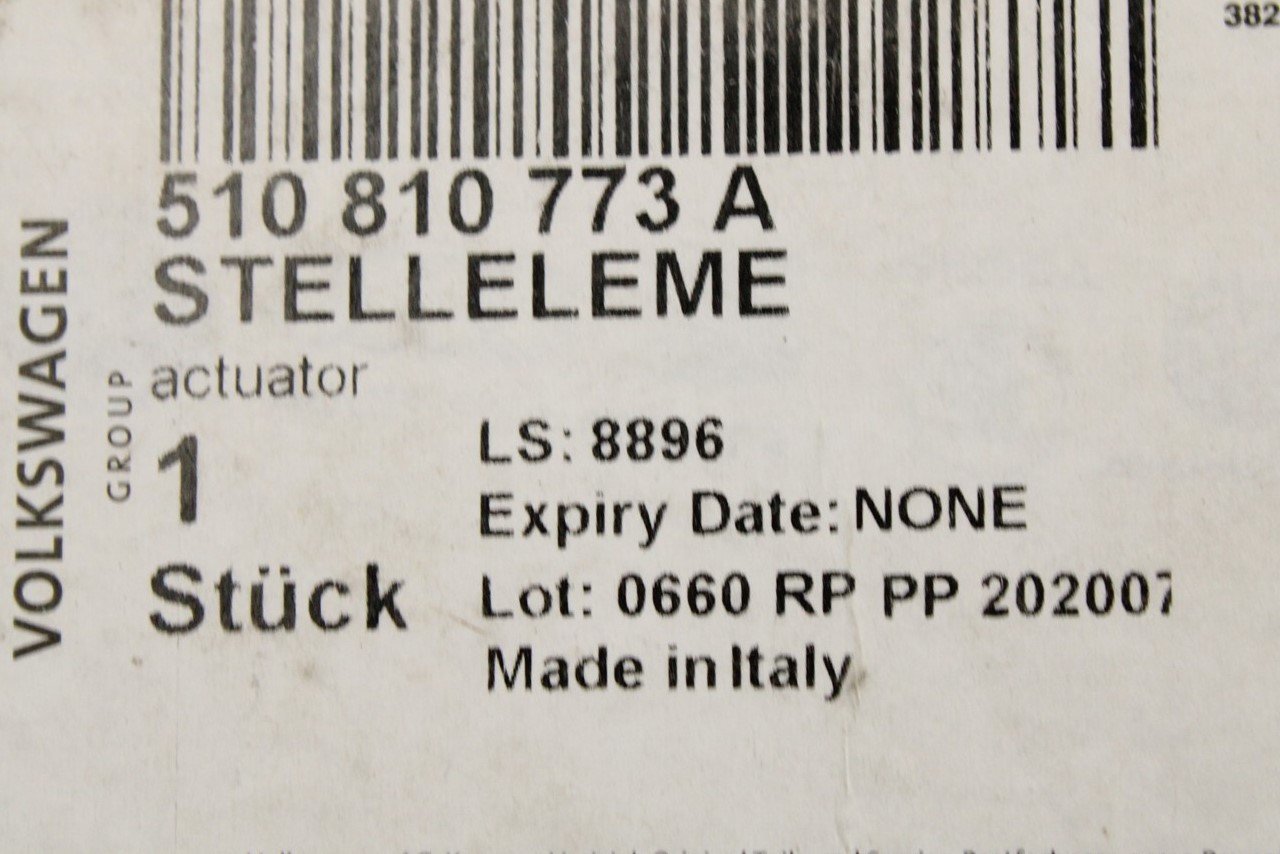 382
510 810 773 A
STELLELEME
actuator
1
Stück
LS: 8896
Expiry Date: NONE
Lot: 0660 RP PP 202007
Made in Italy
VOLKSWAGEN
GROUP